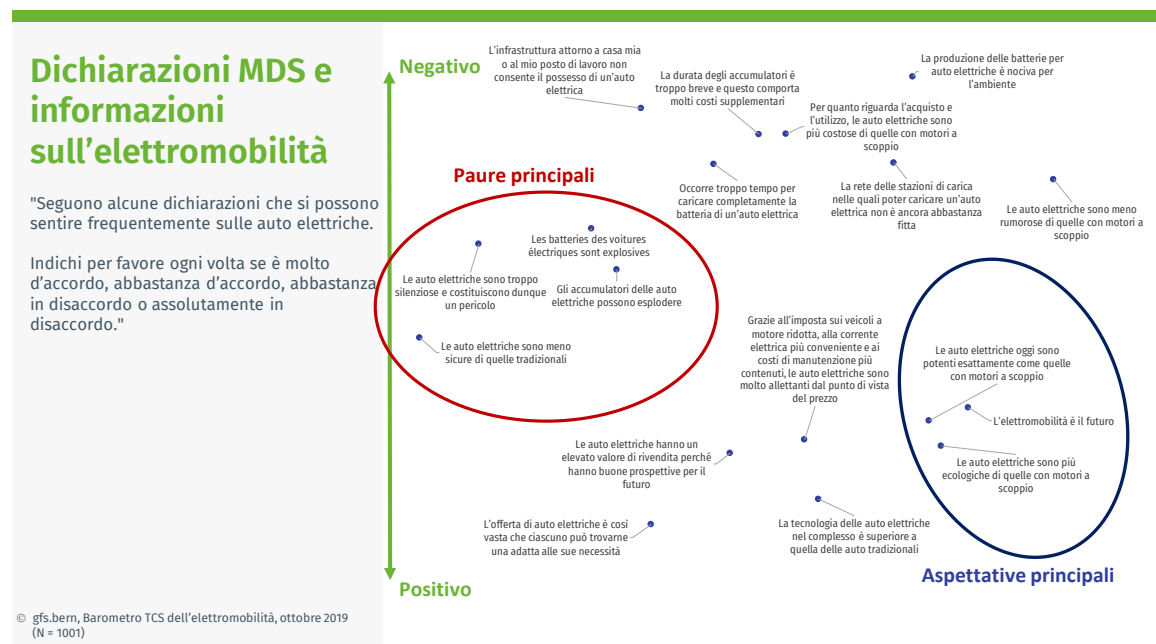 Dichiarazioni MDS e
informazioni
sull'elettromobilità
"Seguono alcune dichiarazioni che si possono
sentire frequentemente sulle auto elettriche.
Indichi per favore ogni volta se è molto
d'accordo, abbastanza d'accordo, abbastanza
in disaccordo o assolutamente in
disaccordo."
© gfs.bern, Barometro TCS dell'elettromobilità, ottobre 2019
(N = 1001)
Negativo
L'infrastruttura attorno a casa mia
o al mio posto di lavoro non
consente il possesso di un'auto
elettrica
La durata degli accumulatori è
troppo breve e questo comporta
molti costi supplementari
La produzione delle batterie per
auto elettriche è nociva per
l'ambiente
Per quanto riguarda l'acquisto e
l'utilizzo, le auto elettriche sono
più costose di quelle con motori a
scoppio
Occorre troppo tempo per
caricare completamente la
batteria di un'auto elettrica
La rete delle stazioni di carica
nelle quali poter caricare un'auto
elettrica non è ancora abbastanza
fitta
Le auto elettriche sono meno
rumorose di quelle con motori a
scoppio
Paure principali
Les batteries des voitures
électriques sont explosives
Le auto elettriche sono troppo
silenziose e costituiscono dunque
un pericolo
Gli accumulatori delle auto
elettriche possono esplodere
Le auto elettriche sono meno
sicure di quelle tradizionali
Grazie all'imposta sui veicoli a
motore ridotta, alla corrente
elettrica più conveniente e ai
costi di manutenzione più
contenuti, le auto elettriche sono
molto allettanti dal punto di vista
del prezzo
Le auto elettriche oggi sono
potenti esattamente come quelle
con motori a scoppio
L'elettromobilità è il futuro
Le auto elettriche sono più
ecologiche di quelle con motori a
scoppio
Le auto elettriche hanno un
elevato valore di rivendita perché
hanno buone prospettive per il
futuro
L'offerta di auto elettriche è così
vasta che ciascuno può trovarne
una adatta alle sue necessità
La tecnologia delle auto elettriche
nel complesso è superiore a
quella delle auto tradizionali
Aspettative principali
Positivo